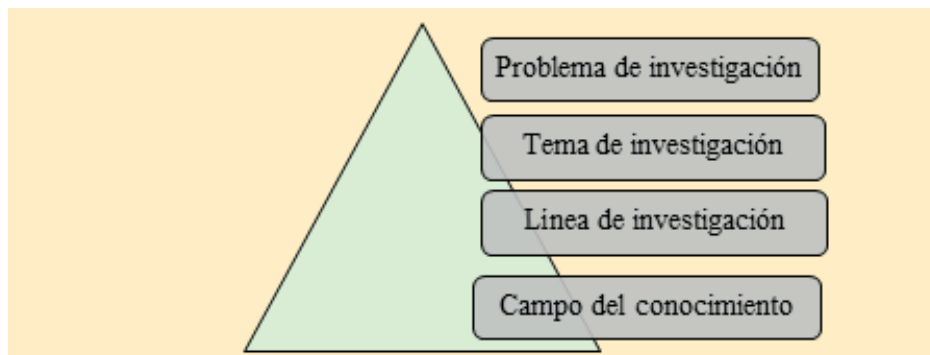 Problema de investigación
Tema de investigación
Línea de investigación
Campo del conocimiento